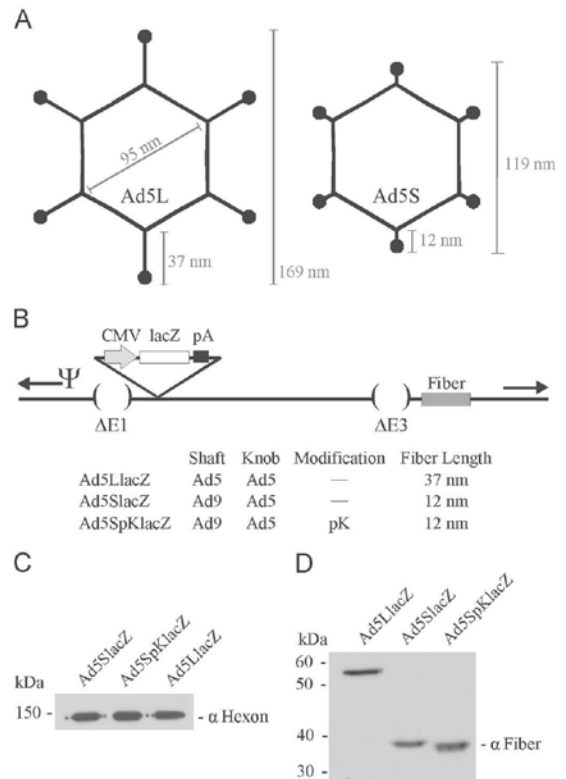 A
95 nm
Ad5L
37 nm
169 nm
Ad5S
12 nm
119 nm
B
CMV lacZ pA
Ψ
Fiber
ΔE1 ΔE3
Shaft Knob Modification Fiber Length
Ad5LlacZ Ad5 Ad5 — 37 nm
Ad5SlacZ Ad9 Ad5 — 12 nm
Ad5SpKlacZ Ad9 Ad5 pK 12 nm
C
Ad5SlacZ
Ad5SpKlacZ
Ad5LlacZ
kDa
150 - - α Hexon
D
Ad5LlacZ
Ad5SlacZ
Ad5SpKlacZ
kDa
60 -
50 -
40 -
- α Fiber
30 -